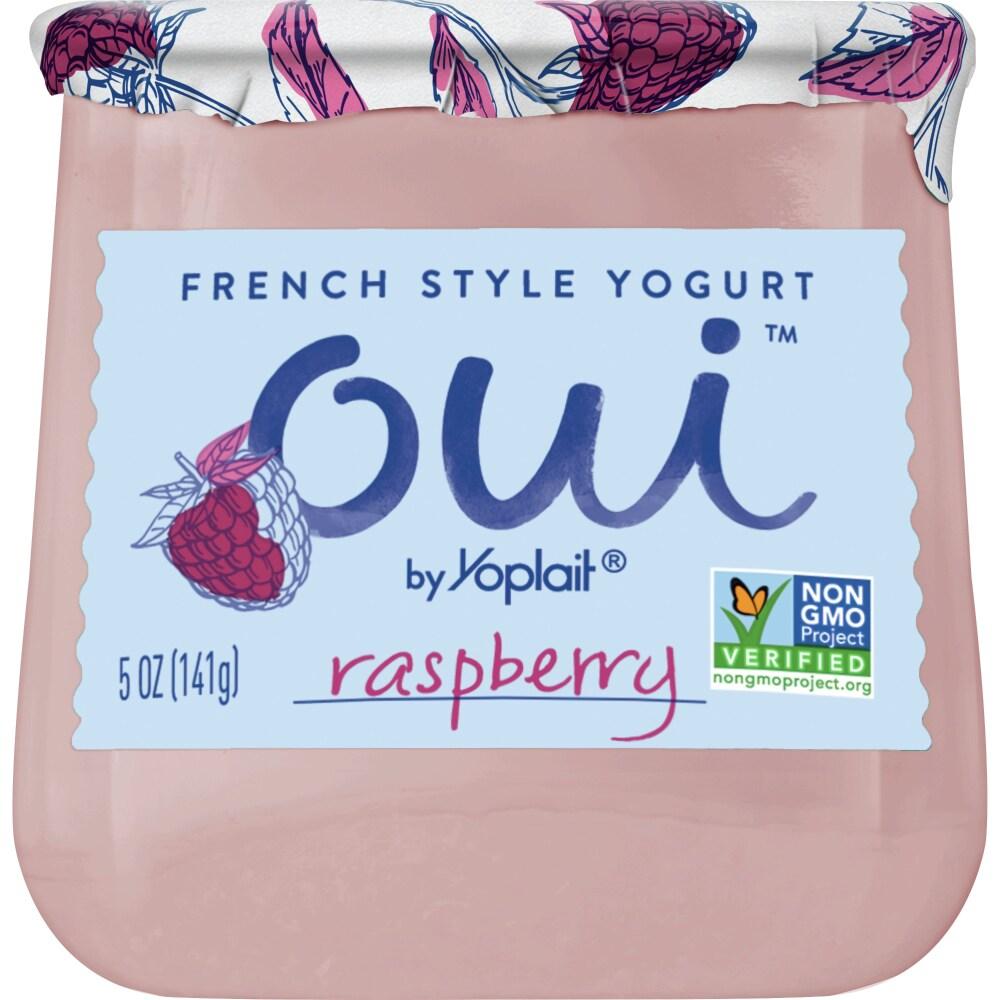 FRENCH STYLE YOGURT
oui™
by Yoplait®
raspberry
5 OZ (141g)
NON
GMO
Project
VERIFIED
nongmoproject.org